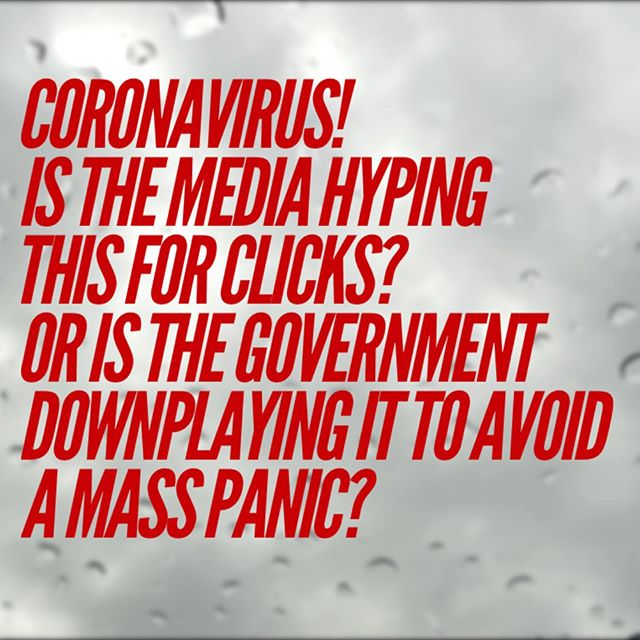 CORONAVIRUS!
IS THE MEDIA HYPING
THIS FOR CLICKS?
OR IS THE GOVERNMENT
DOWNPLAYING IT TO AVOID
A MASS PANIC?